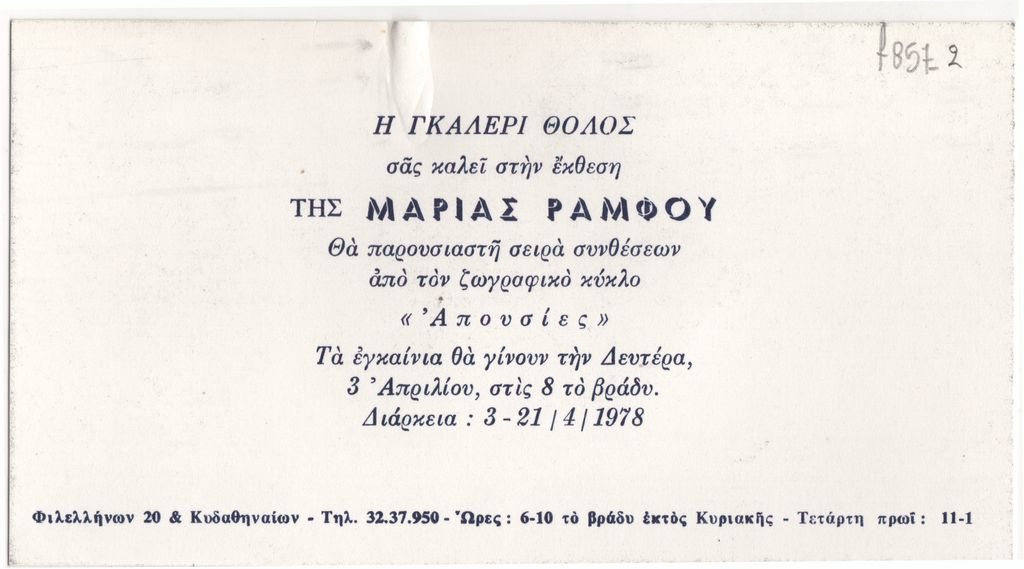 Η ΓΚΑΛΕΡΙ ΘΟΛΟΣ
σᾶς καλεῖ στὴν ἔκθεση
ΤΗΣ ΜΑΡΙΑΣ ΡΑΜΦΟΥ
Θὰ παρουσιαστῆ σειρὰ συνθέσεων
ἀπὸ τὸν ζωγραφικὸ κύκλο
« Ἀπουσίες »
Τὰ ἐγκαίνια θὰ γίνουν τὴν Δευτέρα,
3 Ἀπριλίου, στὶς 8 τὸ βράδυ.
Διάρκεια : 3 - 21 / 4 / 1978
Φιλελλήνων 20 & Κυδαθηναίων - Τηλ. 32.37.950 - Ὧρες : 6-10 τὸ βράδυ ἐκτὸς Κυριακῆς - Τετάρτη πρωῒ : 11-1